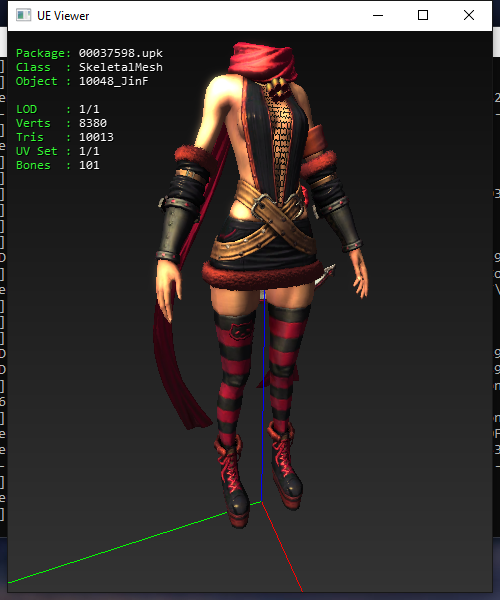 UE Viewer
Package: 00037598.upk
Class : SkeletalMesh
Object : 10048_JinF
LOD : 1/1
Verts : 8380
Tris : 10013
UV Set : 1/1
Bones : 101